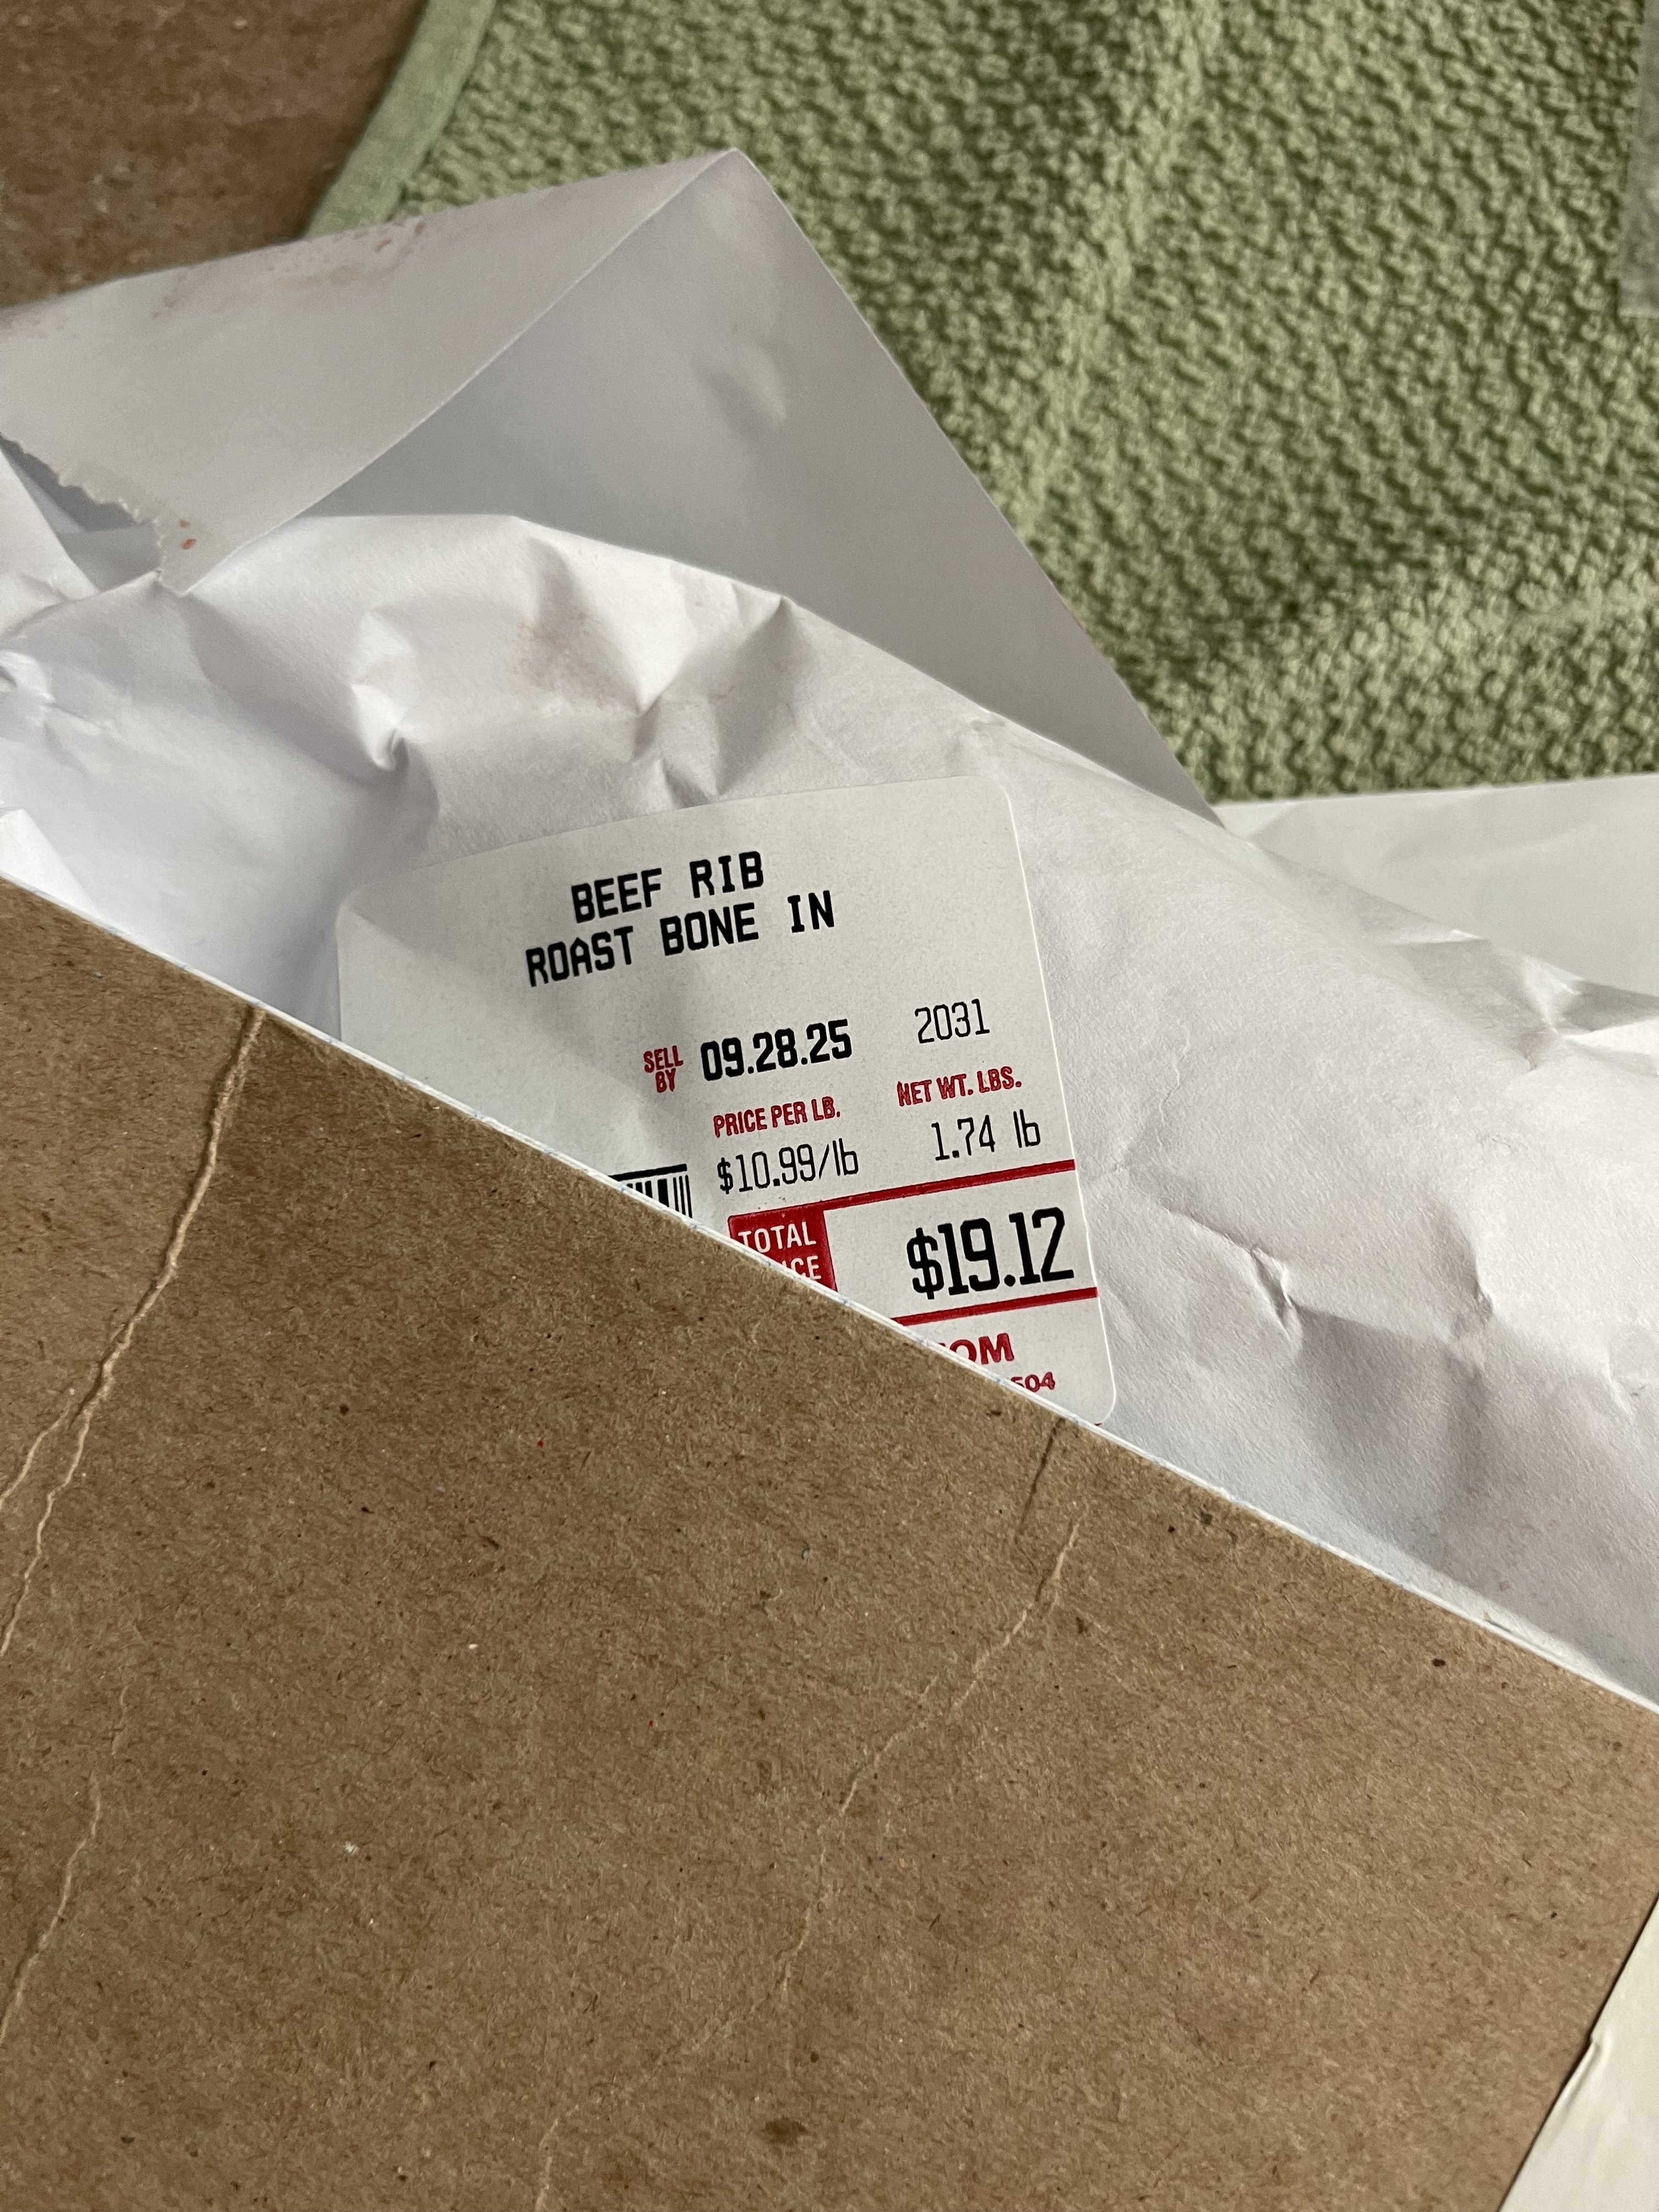 BEEF RIB
ROAST BONE IN
SELL BY 09.28.25 2031
PRICE PER LB. NET WT. LBS.
$10.99/lb 1.74 lb
TOTAL $19.12